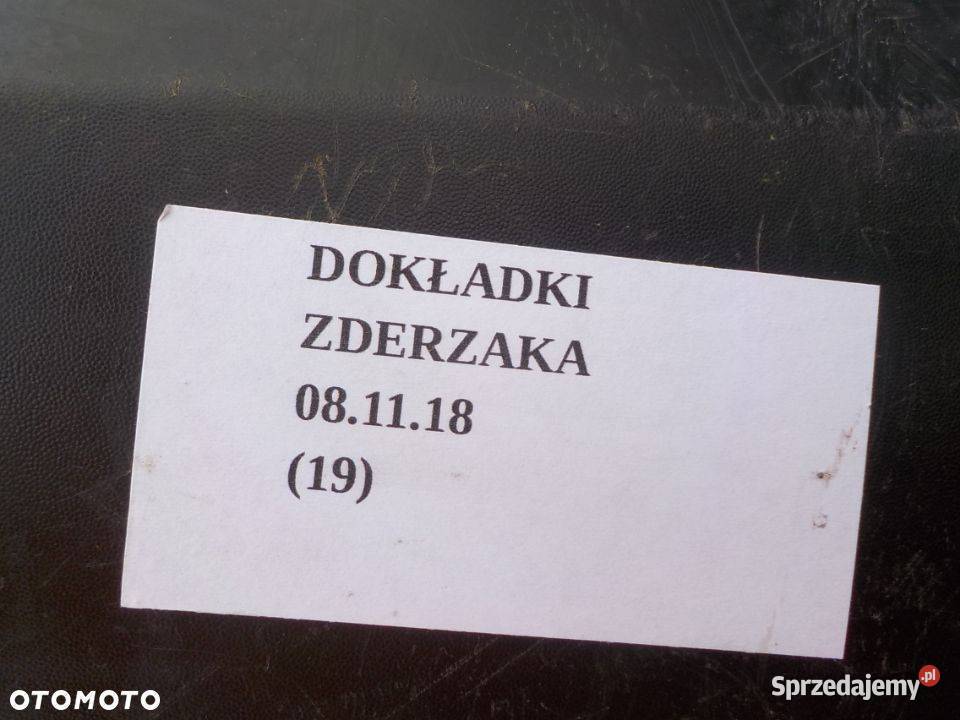 DOKŁADKI
ZDERZAKA
08.11.18
(19)
OTOMOTO
Sprzedajemy.pl